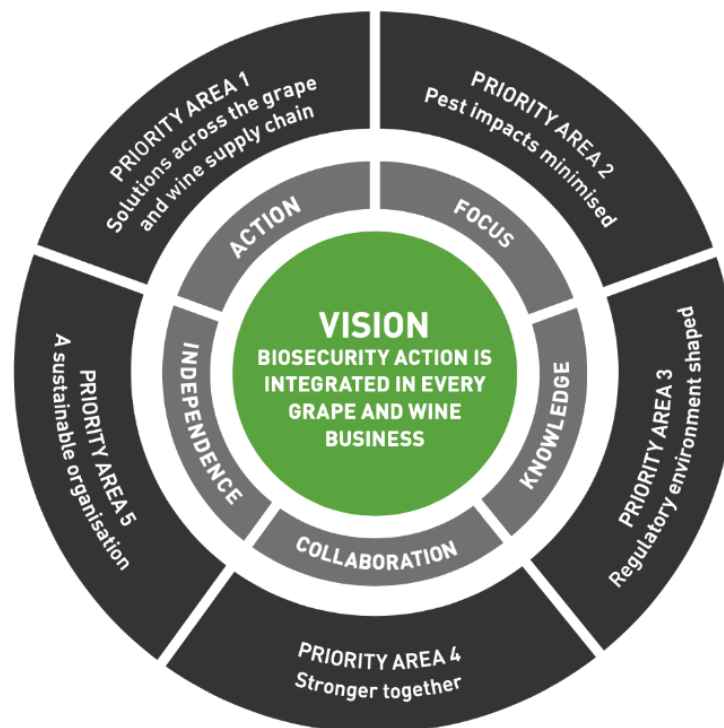 VISION
BIOSECURITY ACTION IS
INTEGRATED IN EVERY
GRAPE AND WINE
BUSINESS
ACTION
FOCUS
KNOWLEDGE
COLLABORATION
INDEPENDENCE
PRIORITY AREA 1
Solutions across the grape
and wine supply chain
PRIORITY AREA 2
Pest impacts minimised
PRIORITY AREA 3
Regulatory environment shaped
PRIORITY AREA 4
Stronger together
PRIORITY AREA 5
A sustainable organisation